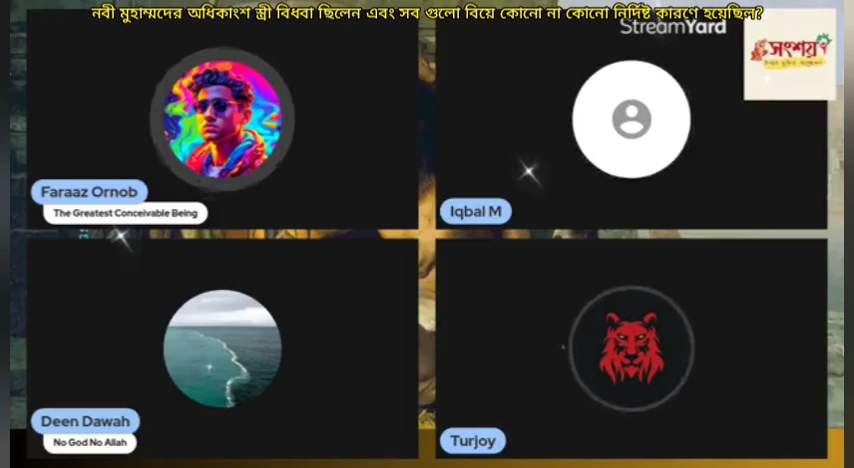 নবী মুহাম্মদের অধিকাংশ স্ত্রী বিধবা ছিলেন এবং সব গুলো বিয়ে কোনো না কোনো নির্দিষ্ট কারণে হয়েছিল?
StreamYard
সংশয়
Faraaz Ornob
The Greatest Conceivable Being
Iqbal M
Deen Dawah
No God No Allah
Turjoy